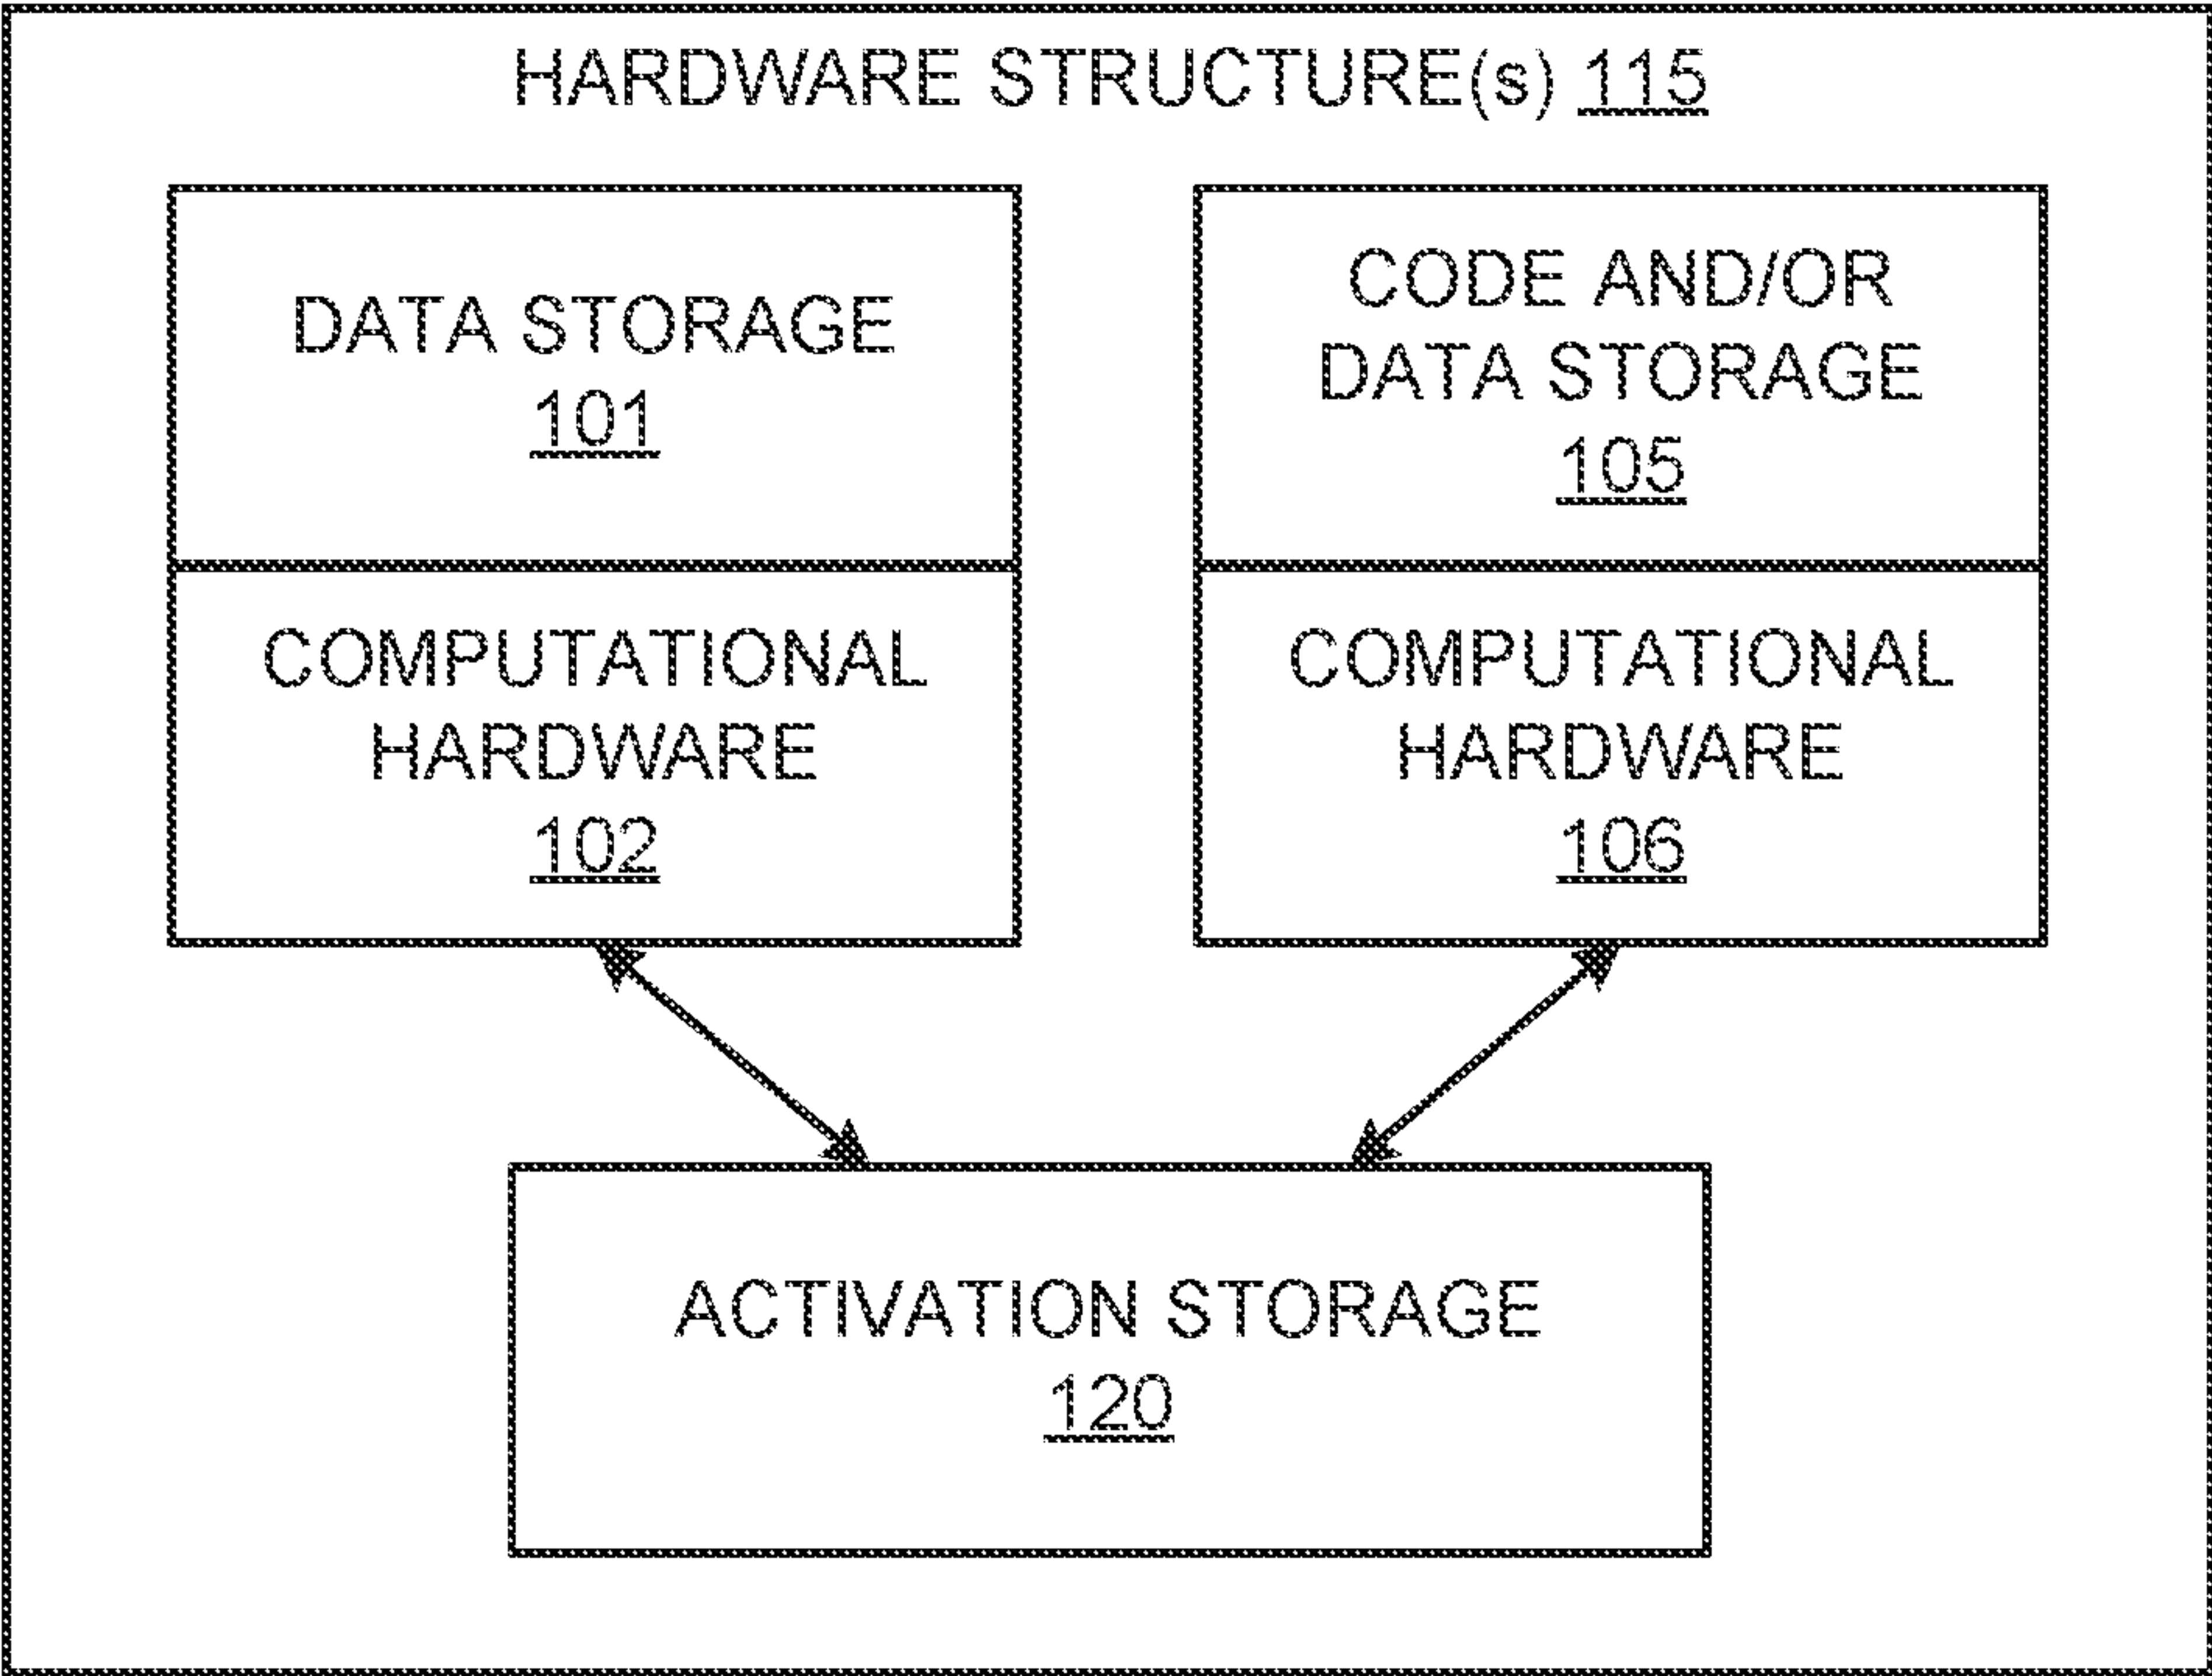 HARDWARE STRUCTURE(s) 115
DATA STORAGE
101
COMPUTATIONAL
HARDWARE
102
CODE AND/OR
DATA STORAGE
105
COMPUTATIONAL
HARDWARE
106
ACTIVATION STORAGE
120